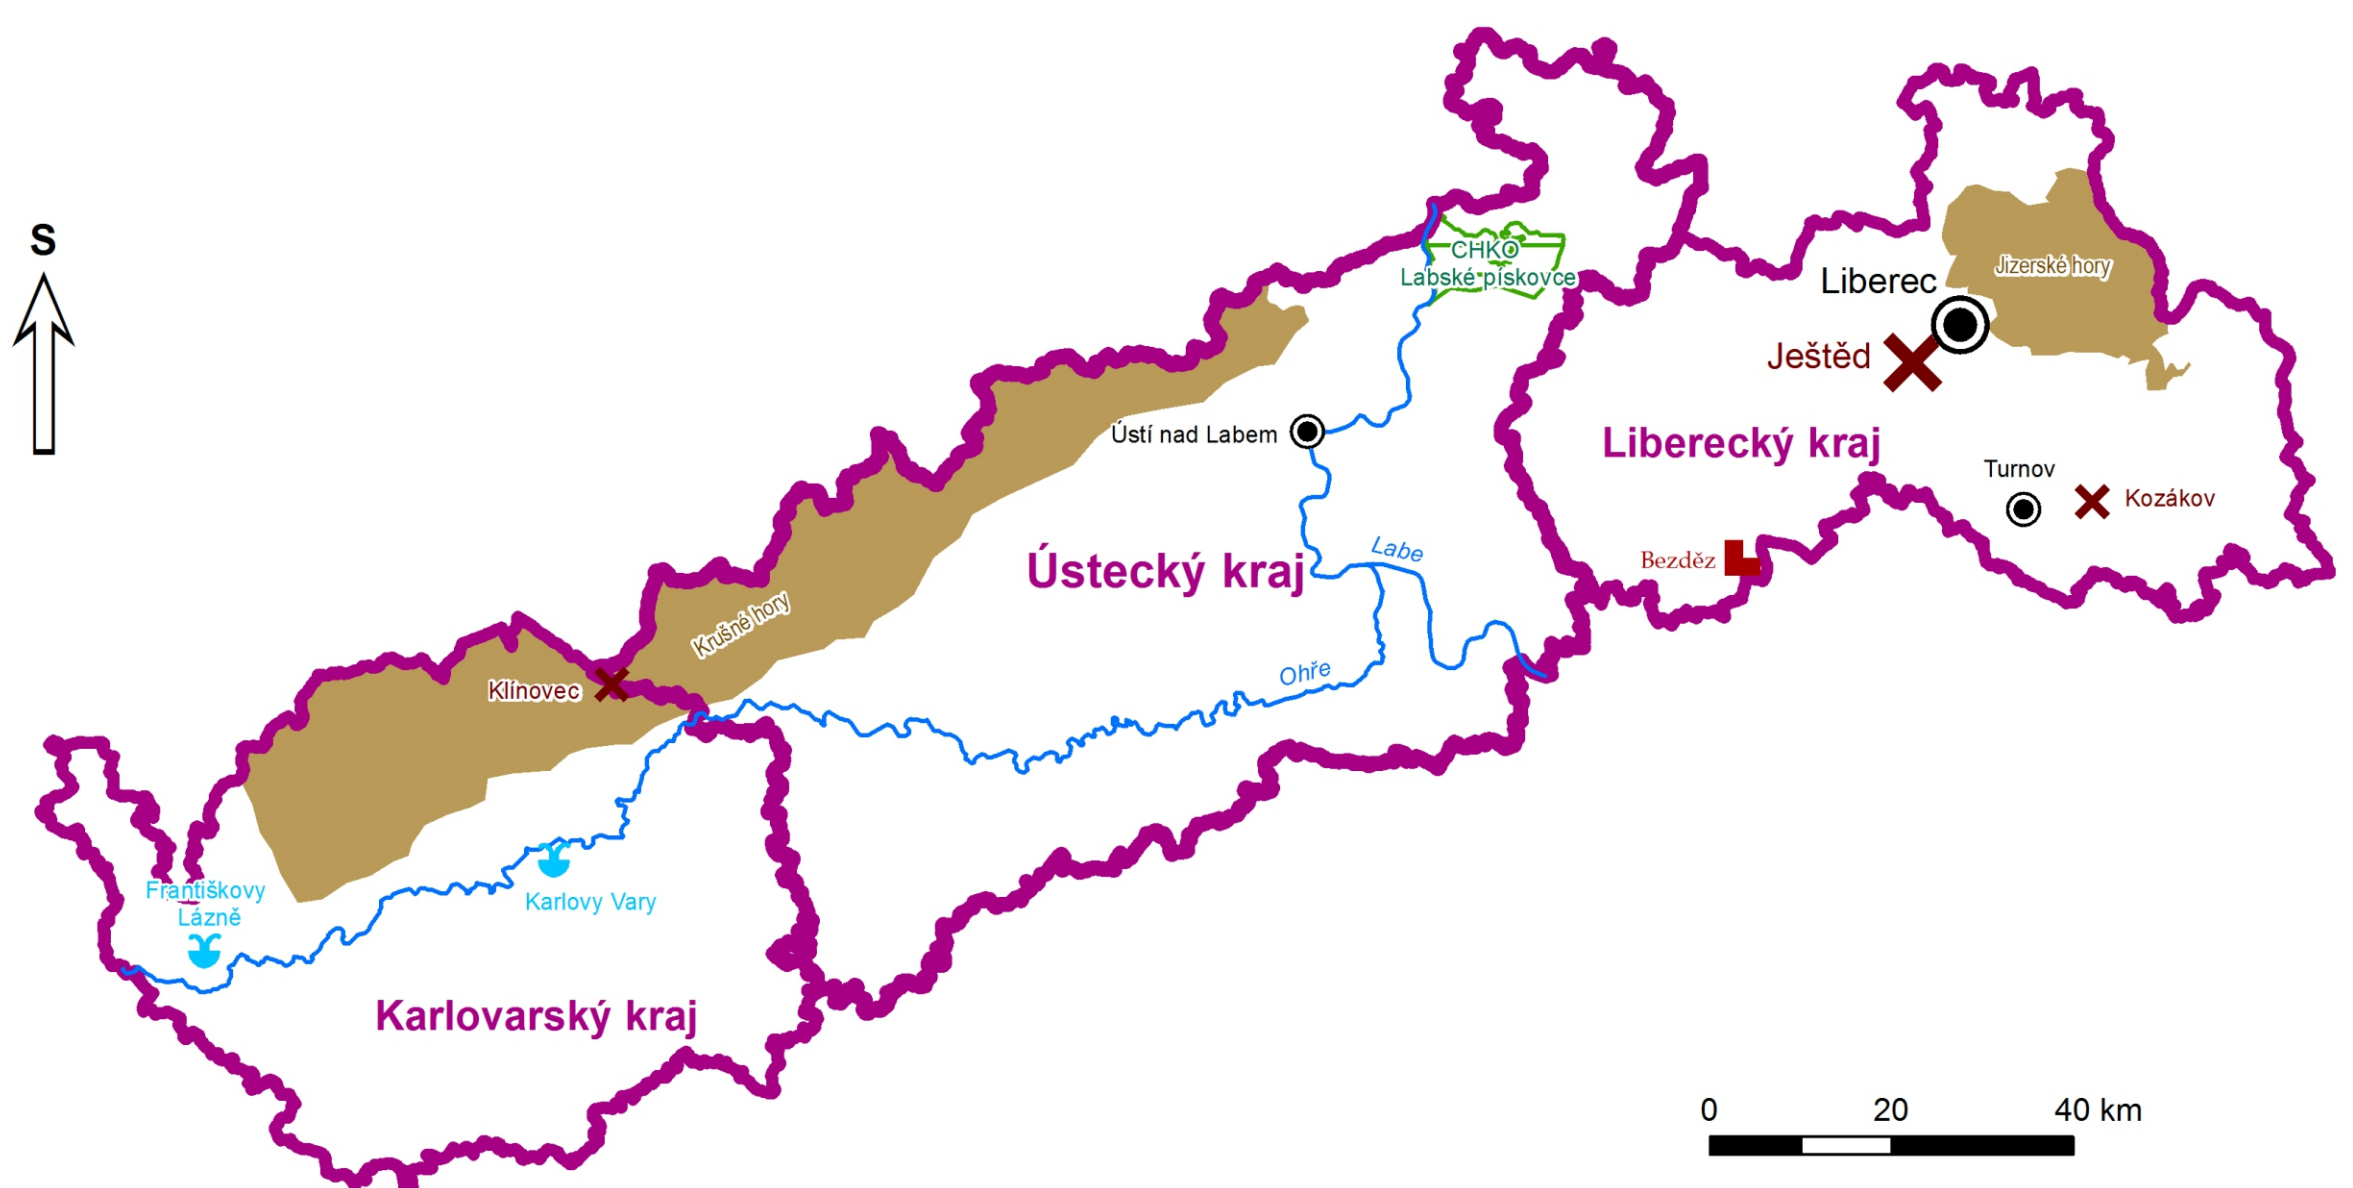 S
CHKO
Labské pískovce
Jizerské hory
Liberec
Ještěd
Ústí nad Labem
Liberecký kraj
Turnov
Kozákov
Labe
Bezděz
Ústecký kraj
Krušné hory
Ohře
Klínovec
Františkovy
Lázně
Karlovy Vary
Karlovarský kraj
0 20 40 km